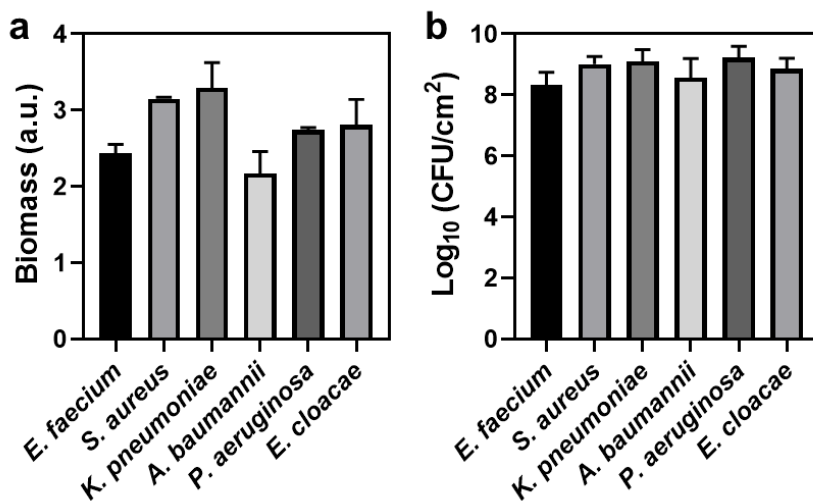 a
Biomass (a.u.)
4
3
2
1
0
E. faecium
S. aureus
K. pneumoniae
A. baumannii
P. aeruginosa
E. cloacae
b
Log₁₀ (CFU/cm²)
10
8
6
4
2
0
E. faecium
S. aureus
K. pneumoniae
A. baumannii
P. aeruginosa
E. cloacae